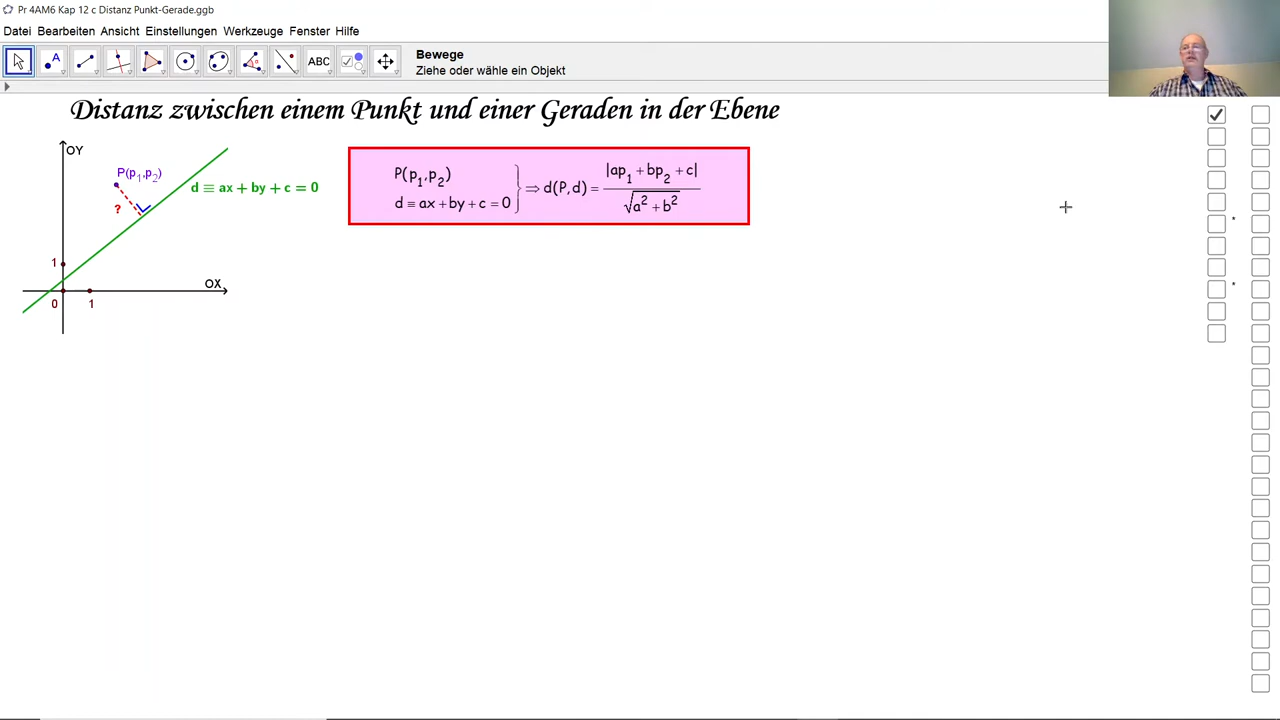 Pr 4AM6 Kap 12 c Distanz Punkt-Gerade.ggb
Datei Bearbeiten Ansicht Einstellungen Werkzeuge Fenster Hilfe
A
ABC
Bewege
Ziehe oder wähle ein Objekt
Distanz zwischen einem Punkt und einer Geraden in der Ebene
OY
P(p₁,p₂)
d ≡ ax + by + c = 0
?
1
OX
0
1
P(p₁,p₂)
d ≡ ax + by + c = 0
} ⇒ d(P,d) = |ap₁ + bp₂ + c| / √(a² + b²)
*
*